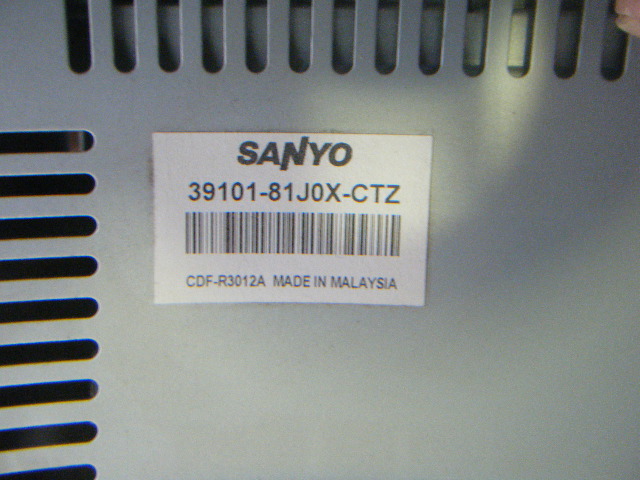 SANYO
39101-81J0X-CTZ
CDF-R3012A MADE IN MALAYSIA